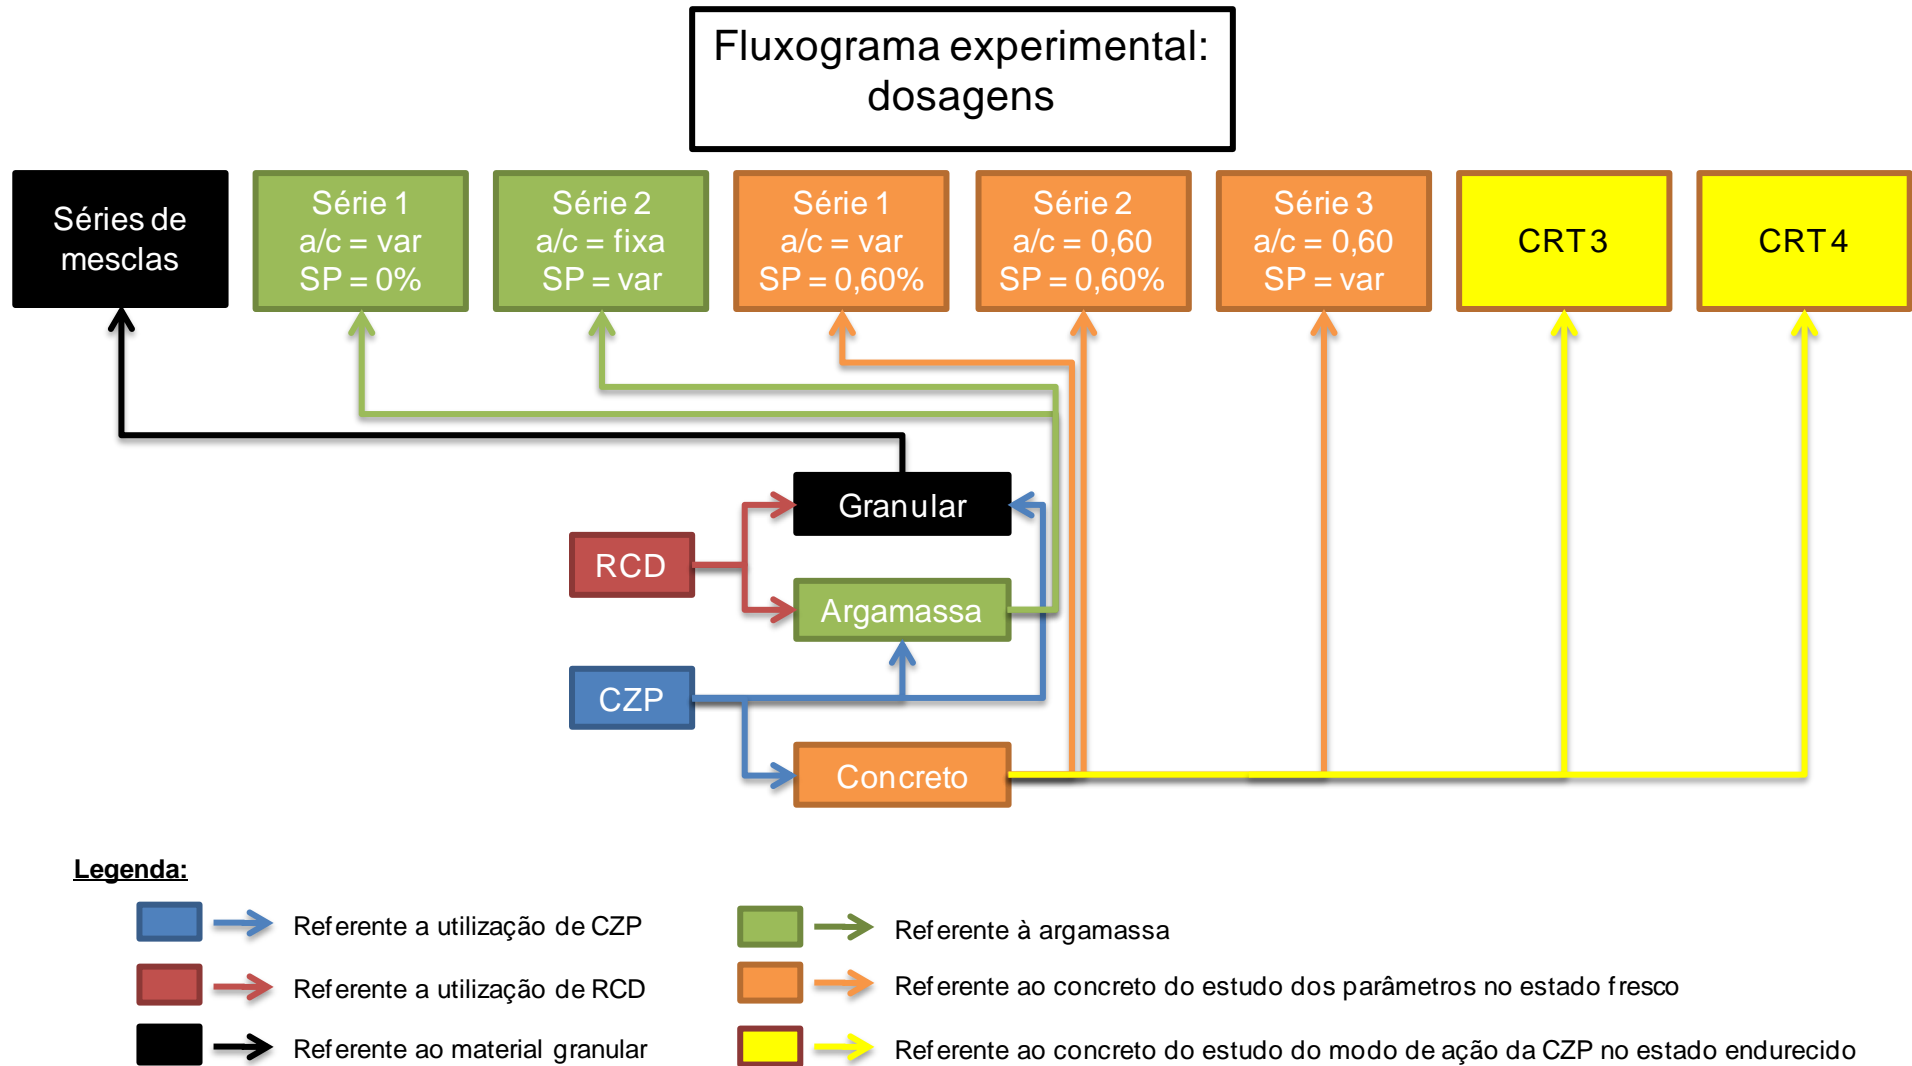 Fluxograma experimental:
dosagens
Séries de
mesclas
Série 1
a/c = var
SP = 0%
Série 2
a/c = fixa
SP = var
Série 1
a/c = var
SP = 0,60%
Série 2
a/c = 0,60
SP = 0,60%
Série 3
a/c = 0,60
SP = var
CRT 3
CRT 4
Granular
RCD
Argamassa
CZP
Concreto
Legenda:
Referente a utilização de CZP
Referente à argamassa
Referente a utilização de RCD
Referente ao concreto do estudo dos parâmetros no estado fresco
Referente ao material granular
Referente ao concreto do estudo do modo de ação da CZP no estado endurecido